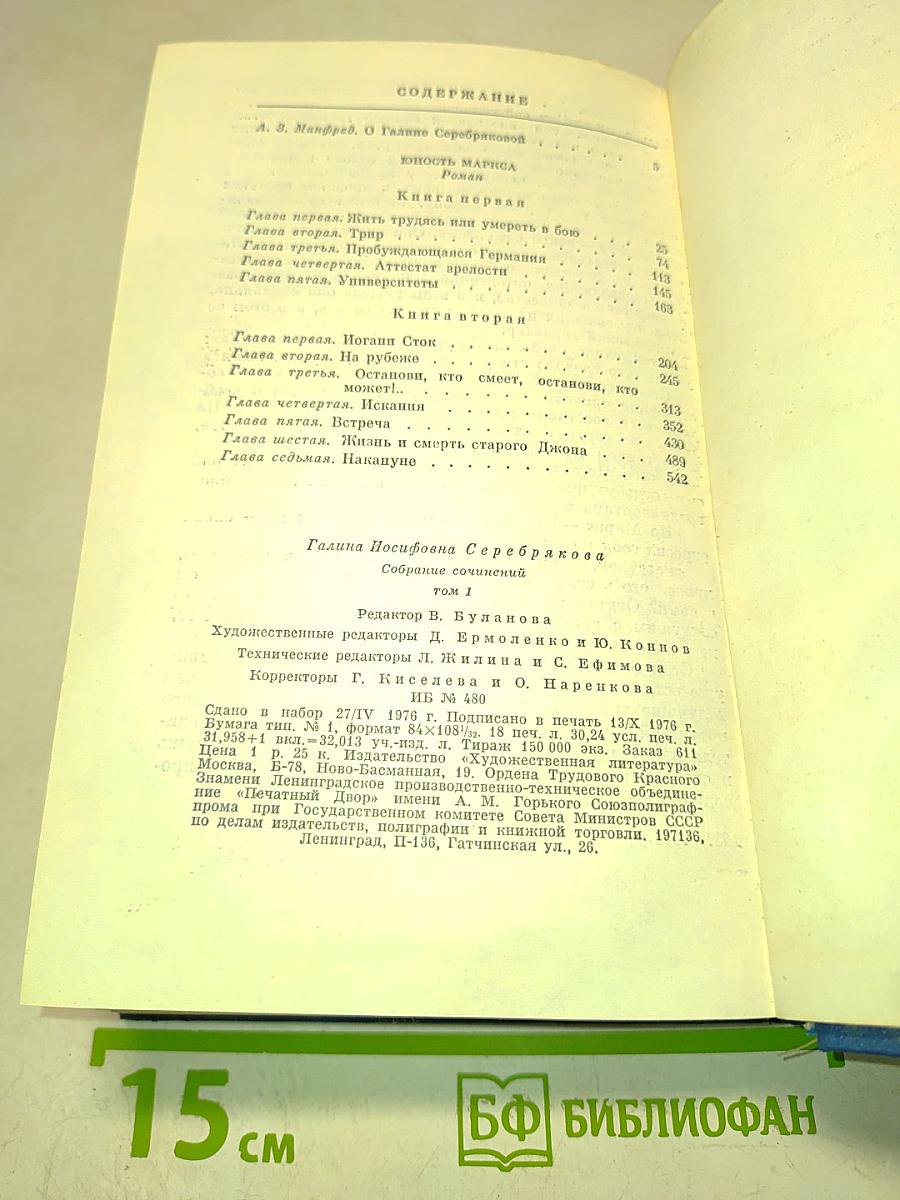 СОДЕРЖАНИЕ
А. З. Манфред. О Галине Серебряковой . . . . . . 5
ЮНОСТЬ МАРКСА
Роман
Книга первая
Глава первая. Жить трудясь или умереть в бою . . . 25
Глава вторая. Трир . . . . . . . . . . . 74
Глава третья. Пробуждающаяся Германия . . . . . 113
Глава четвертая. Аттестат зрелости . . . . . . . 145
Глава пятая. Университеты . . . . . . . . . 163
Книга вторая
Глава первая. Иоганн Сток . . . . . . . . . 204
Глава вторая. На рубеже . . . . . . . . . . 245
Глава третья. Останови, кто смеет, останови, кто
может!.. . . . . . . . . . . 313
Глава четвертая. Искания . . . . . . . . . 352
Глава пятая. Встреча . . . . . . . . . . . 430
Глава шестая. Жизнь и смерть старого Джона . . . 489
Глава седьмая. Накануне . . . . . . . . . . 542
Галина Иосифовна Серебрякова
Собрание сочинений
том 1
Редактор В. Буланова
Художественные редакторы Д. Ермоленко и Ю. Коннов
Технические редакторы Л. Жилина и С. Ефимова
Корректоры Г. Киселева и О. Наренкова
ИБ № 480
Сдано в набор 27/IV 1976 г. Подписано в печать 13/X 1976 г.
Бумага тип. № 1, формат 84×108¹/₃₂. 18 печ. л. 30,24 усл. печ. л.
31,958+1 вкл.=32,013 уч.-изд. л. Тираж 150 000 экз. Заказ 611
Цена 1 р. 25 к. Издательство «Художественная литература»
Москва, Б-78, Ново-Басманная, 19. Ордена Трудового Красного
Знамени Ленинградское производственно-техническое объедине-
ние «Печатный Двор» имени А. М. Горького Союзполиграф-
прома при Государственном комитете Совета Министров СССР
по делам издательств, полиграфии и книжной торговли. 197136,
Ленинград, П-136, Гатчинская ул., 26.
15 см
БФ БИБЛИОФАН